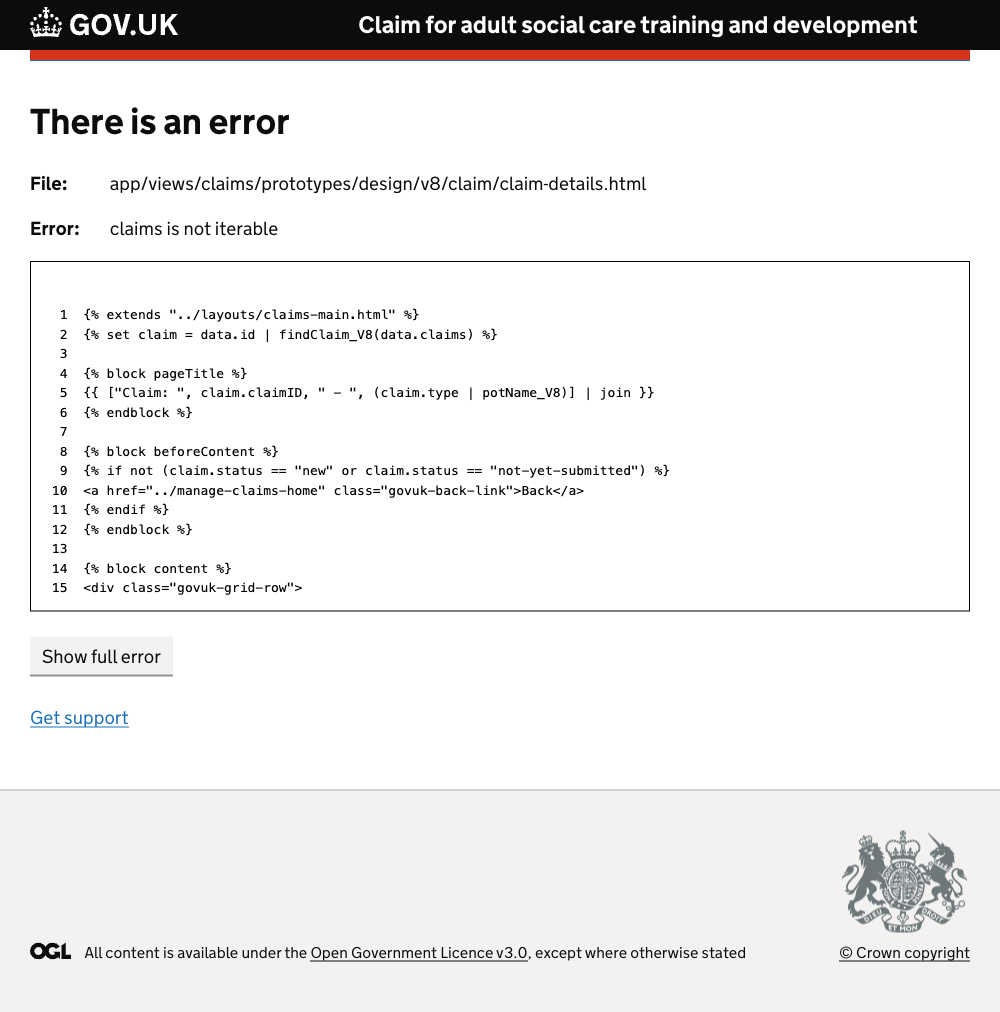 GOV.UK
Claim for adult social care training and development
There is an error
File: app/views/claims/prototypes/design/v8/claim/claim-details.html
Error: claims is not iterable
1 {% extends "../layouts/claims-main.html" %}
2 {% set claim = data.id | findClaim_V8(data.claims) %}
3
4 {% block pageTitle %}
5 {{ ["Claim: ", claim.claimID, " - ", (claim.type | potName_V8)] | join }}
6 {% endblock %}
7
8 {% block beforeContent %}
9 {% if not (claim.status == "new" or claim.status == "not-yet-submitted") %}
10 <a href="../manage-claims-home" class="govuk-back-link">Back</a>
11 {% endif %}
12 {% endblock %}
13
14 {% block content %}
15 <div class="govuk-grid-row">
Show full error
Get support
OGL All content is available under the Open Government Licence v3.0, except where otherwise stated
© Crown copyright